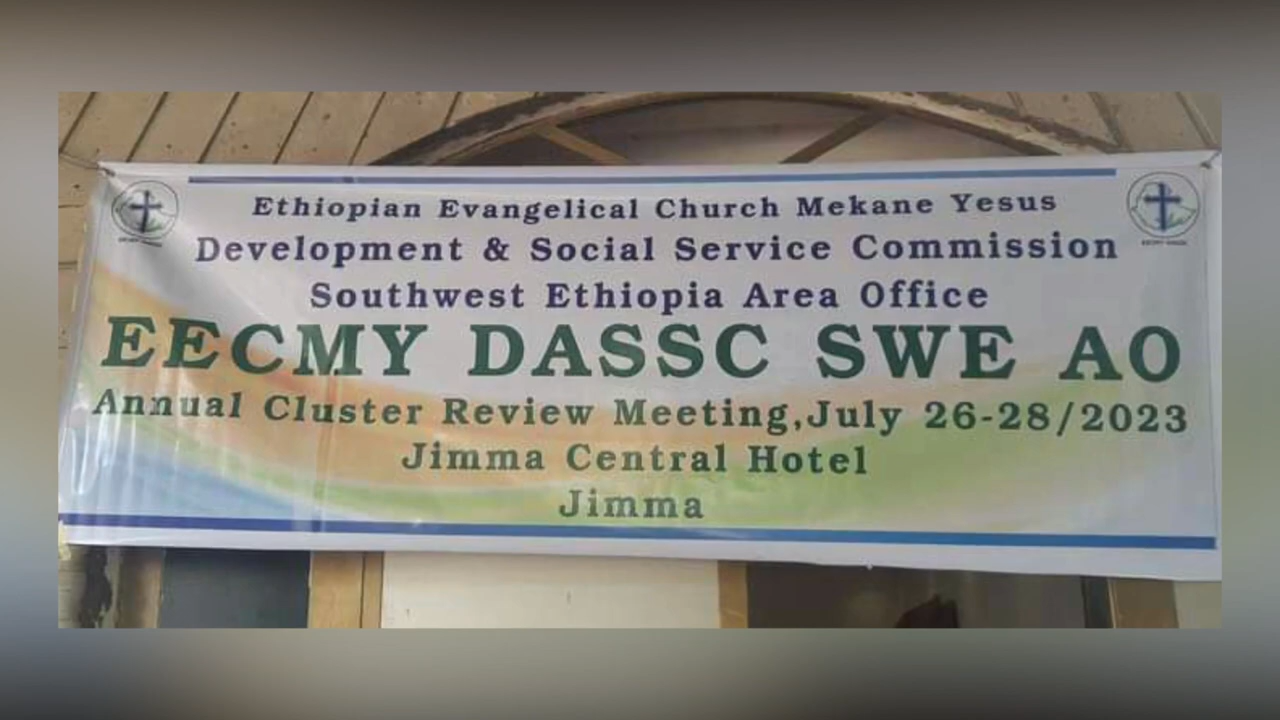 Ethiopian Evangelical Church Mekane Yesus
Development & Social Service Commission
Southwest Ethiopia Area Office
EECMY DASSC SWE AO
Annual Cluster Review Meeting,July 26-28/2023
Jimma Central Hotel
Jimma